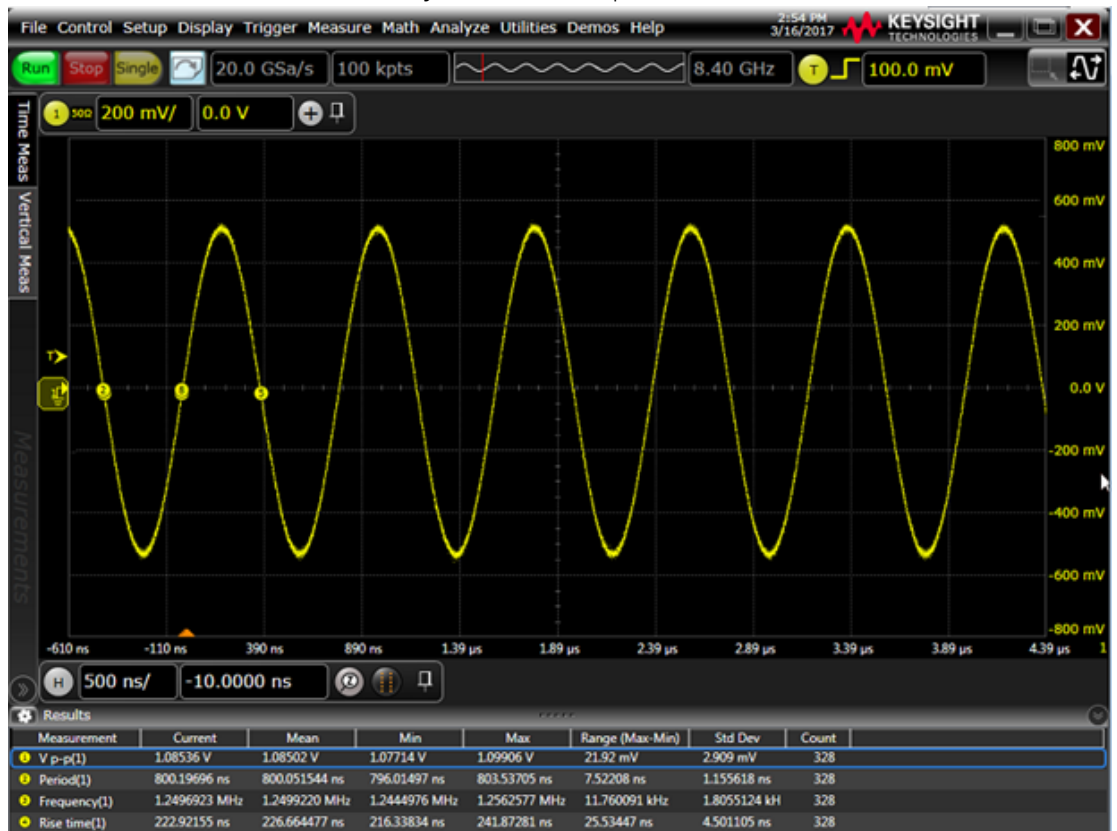 File Control Setup Display Trigger Measure Math Analyze Utilities Demos Help
2:54 PM
3/16/2017
KEYSIGHT
TECHNOLOGIES
Run Stop Single 20.0 GSa/s 100 kpts 8.40 GHz T 100.0 mV
1 50Ω 200 mV/ 0.0 V
Time Meas
Vertical Meas
Measurements
800 mV
600 mV
400 mV
200 mV
T
0.0 V
-200 mV
-400 mV
-600 mV
-800 mV
-610 ns -110 ns 390 ns 890 ns 1.39 µs 1.89 µs 2.39 µs 2.89 µs 3.39 µs 3.89 µs 4.39 µs 1
H 500 ns/ -10.0000 ns
Results
Measurement Current Mean Min Max Range (Max-Min) Std Dev Count
V p-p(1) 1.08536 V 1.08502 V 1.07714 V 1.09906 V 21.92 mV 2.909 mV 328
Period(1) 800.19696 ns 800.051544 ns 796.01497 ns 803.53705 ns 7.52208 ns 1.155618 ns 328
Frequency(1) 1.2496923 MHz 1.2499220 MHz 1.2444976 MHz 1.2562577 MHz 11.760091 kHz 1.8055124 kH 328
Rise time(1) 222.92155 ns 226.664477 ns 216.33834 ns 241.87281 ns 25.53447 ns 4.501105 ns 328